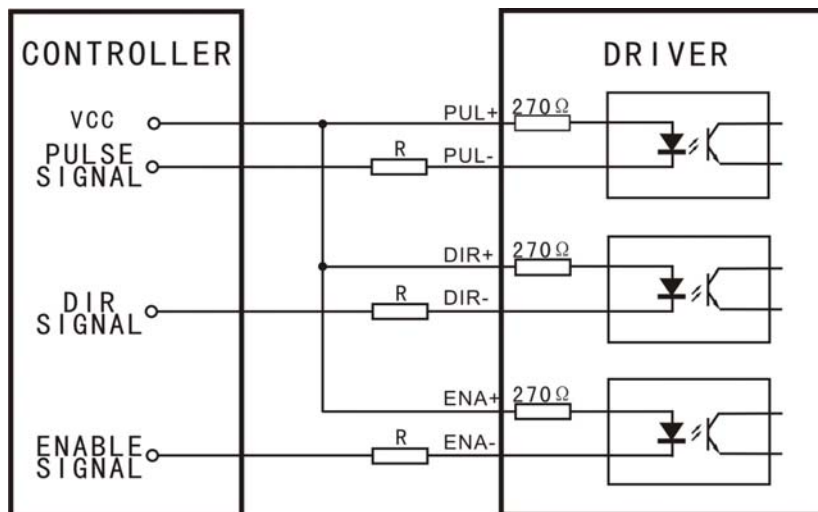 CONTROLLER
DRIVER
VCC
PUL+
270Ω
PULSE
SIGNAL
R
PUL-
DIR+
270Ω
DIR
SIGNAL
R
DIR-
ENA+
270Ω
ENABLE
SIGNAL
R
ENA-